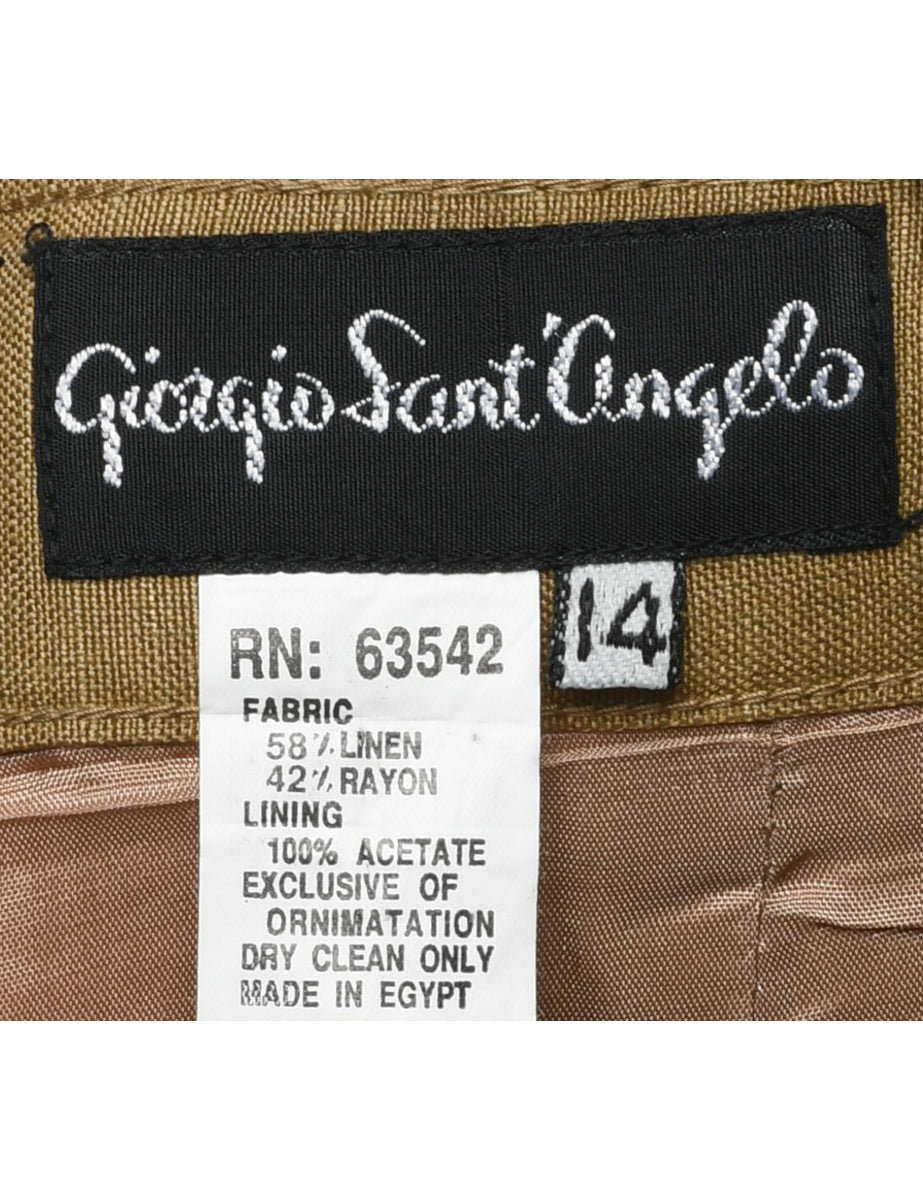 Giorgio Sant'Angelo
14
RN: 63542
FABRIC
58% LINEN
42% RAYON
LINING
100% ACETATE
EXCLUSIVE OF
ORNIMATATION
DRY CLEAN ONLY
MADE IN EGYPT